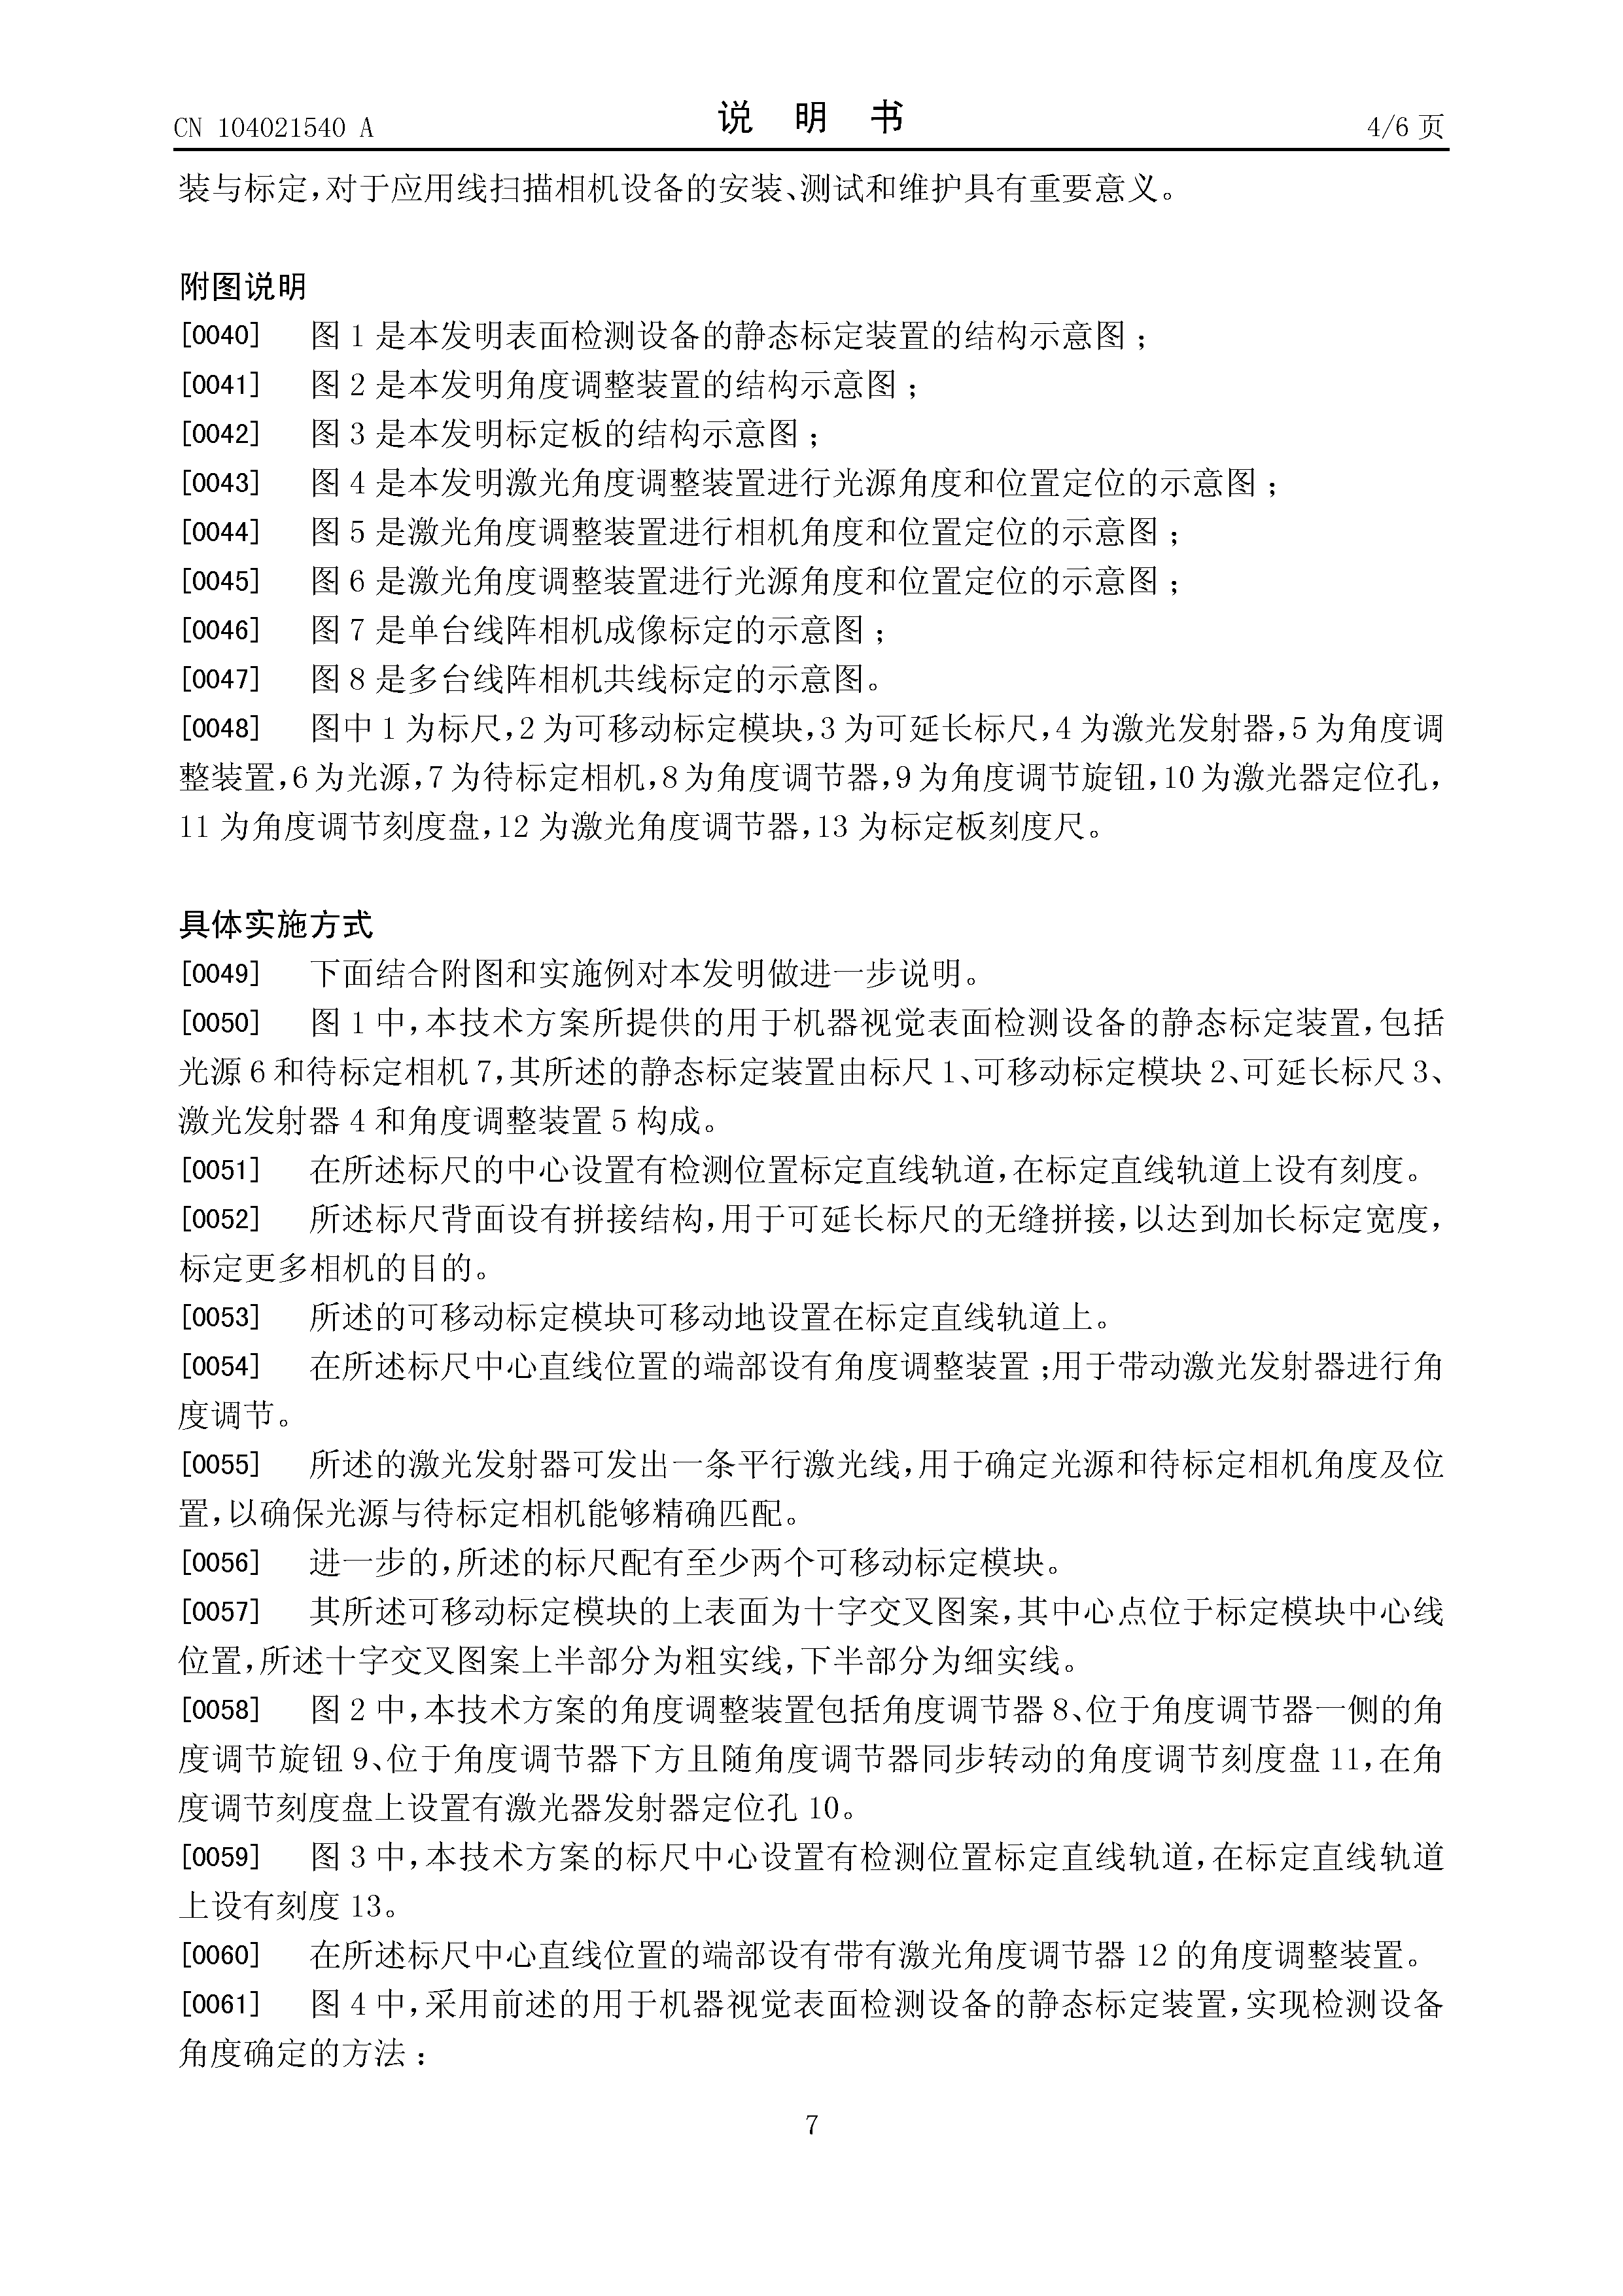 CN 104021540 A
说 明 书
4/6 页
装与标定,对于应用线扫描相机设备的安装、测试和维护具有重要意义。
附图说明
[0040] 图 1 是本发明表面检测设备的静态标定装置的结构示意图；
[0041] 图 2 是本发明角度调整装置的结构示意图；
[0042] 图 3 是本发明标定板的结构示意图；
[0043] 图 4 是本发明激光角度调整装置进行光源角度和位置定位的示意图；
[0044] 图 5 是激光角度调整装置进行相机角度和位置定位的示意图；
[0045] 图 6 是激光角度调整装置进行光源角度和位置定位的示意图；
[0046] 图 7 是单台线阵相机成像标定的示意图；
[0047] 图 8 是多台线阵相机共线标定的示意图。
[0048] 图中 1 为标尺,2 为可移动标定模块,3 为可延长标尺,4 为激光发射器,5 为角度调
整装置,6 为光源,7 为待标定相机,8 为角度调节器,9 为角度调节旋钮,10 为激光器定位孔,
11 为角度调节刻度盘,12 为激光角度调节器,13 为标定板刻度尺。
具体实施方式
[0049] 下面结合附图和实施例对本发明做进一步说明。
[0050] 图 1 中,本技术方案所提供的用于机器视觉表面检测设备的静态标定装置,包括
光源 6 和待标定相机 7,其所述的静态标定装置由标尺 1、可移动标定模块 2、可延长标尺 3、
激光发射器 4 和角度调整装置 5 构成。
[0051] 在所述标尺的中心设置有检测位置标定直线轨道,在标定直线轨道上设有刻度。
[0052] 所述标尺背面设有拼接结构,用于可延长标尺的无缝拼接,以达到加长标定宽度,
标定更多相机的目的。
[0053] 所述的可移动标定模块可移动地设置在标定直线轨道上。
[0054] 在所述标尺中心直线位置的端部设有角度调整装置；用于带动激光发射器进行角
度调节。
[0055] 所述的激光发射器可发出一条平行激光线,用于确定光源和待标定相机角度及位
置,以确保光源与待标定相机能够精确匹配。
[0056] 进一步的,所述的标尺配有至少两个可移动标定模块。
[0057] 其所述可移动标定模块的上表面为十字交叉图案,其中心点位于标定模块中心线
位置,所述十字交叉图案上半部分为粗实线,下半部分为细实线。
[0058] 图 2 中,本技术方案的角度调整装置包括角度调节器 8、位于角度调节器一侧的角
度调节旋钮 9、位于角度调节器下方且随角度调节器同步转动的角度调节刻度盘 11,在角
度调节刻度盘上设置有激光器发射器定位孔 10。
[0059] 图 3 中,本技术方案的标尺中心设置有检测位置标定直线轨道,在标定直线轨道
上设有刻度 13。
[0060] 在所述标尺中心直线位置的端部设有带有激光角度调节器 12 的角度调整装置。
[0061] 图 4 中,采用前述的用于机器视觉表面检测设备的静态标定装置,实现检测设备
角度确定的方法：
7